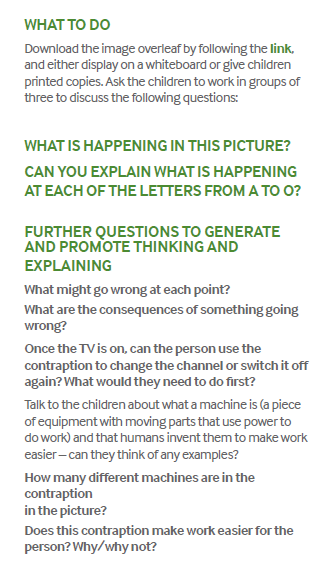 WHAT TO DO
Download the image overleaf by following the link,
and either display on a whiteboard or give children
printed copies. Ask the children to work in groups of
three to discuss the following questions:
WHAT IS HAPPENING IN THIS PICTURE?
CAN YOU EXPLAIN WHAT IS HAPPENING
AT EACH OF THE LETTERS FROM A TO O?
FURTHER QUESTIONS TO GENERATE
AND PROMOTE THINKING AND
EXPLAINING
What might go wrong at each point?
What are the consequences of something going
wrong?
Once the TV is on, can the person use the
contraption to change the channel or switch it off
again? What would they need to do first?
Talk to the children about what a machine is (a piece
of equipment with moving parts that use power to
do work) and that humans invent them to make work
easier – can they think of any examples?
How many different machines are in the
contraption
in the picture?
Does this contraption make work easier for the
person? Why/why not?